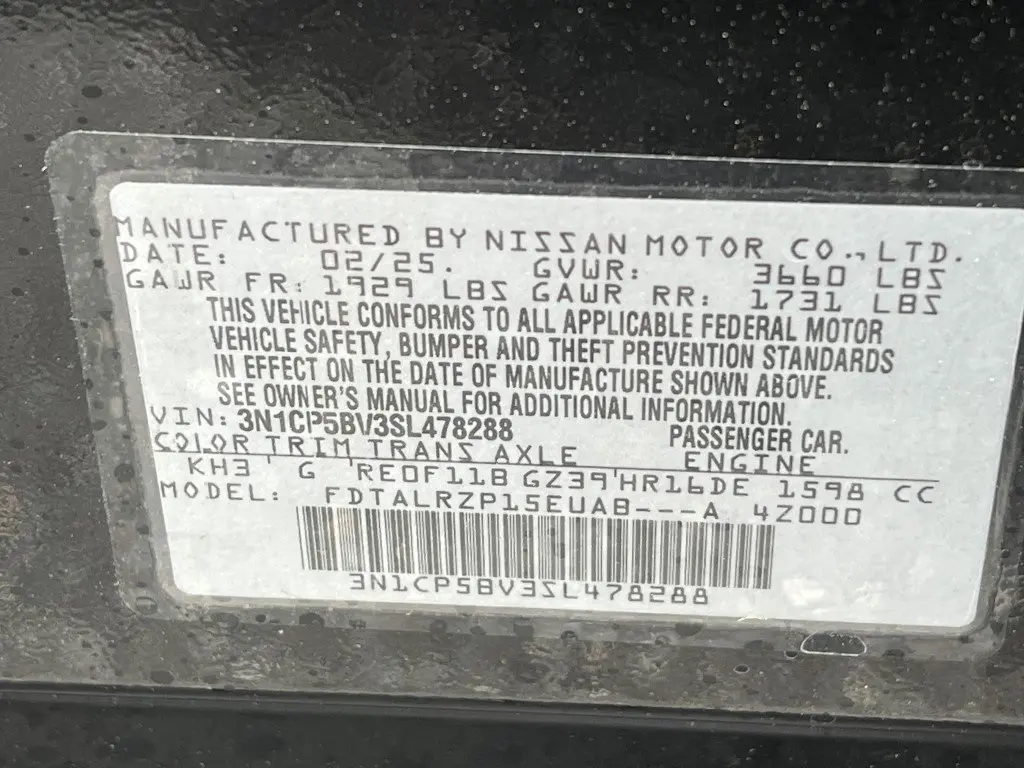 MANUFACTURED BY NISSAN MOTOR CO., LTD.
DATE: 02/25. GVWR: 3660 LBS
GAWR FR: 1929 LBS GAWR RR: 1731 LBS
THIS VEHICLE CONFORMS TO ALL APPLICABLE FEDERAL MOTOR
VEHICLE SAFETY, BUMPER AND THEFT PREVENTION STANDARDS
IN EFFECT ON THE DATE OF MANUFACTURE SHOWN ABOVE.
SEE OWNER'S MANUAL FOR ADDITIONAL INFORMATION.
VIN: 3N1CP5BV3SL478288 PASSENGER CAR.
COLOR TRIM TRANS AXLE ENGINE
KH3 ' G 'RE0F11B GZ39'HR16DE 1598 CC
MODEL: FDTALRZP15EUAB---A 4Z000
3N1CP5BV3SL478288